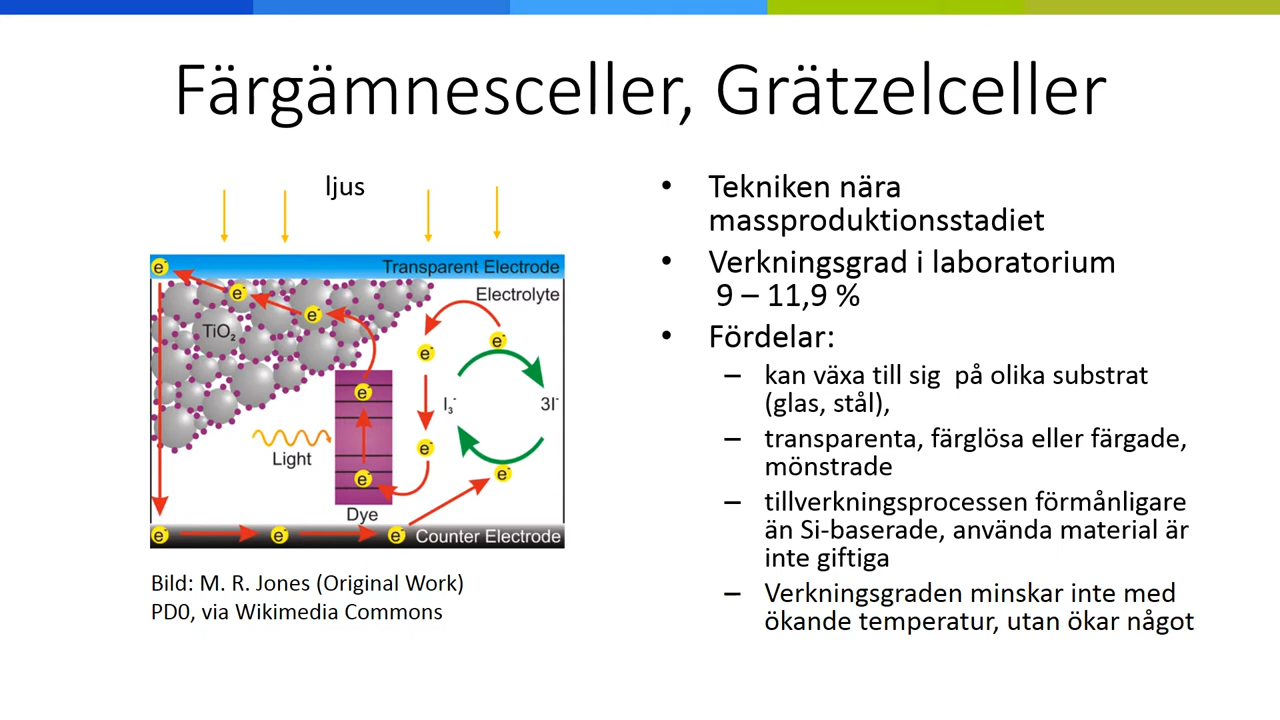 Färgämnesceller, Grätzelceller
ljus
e⁻
Transparent Electrode
e⁻
Electrolyte
e⁻
TiO₂
e⁻
e⁻
e⁻
I₃⁻
3I⁻
e⁻
Light
e⁻
e⁻
Dye
e⁻
e⁻
e⁻
Counter Electrode
Bild: M. R. Jones (Original Work)
PD0, via Wikimedia Commons
• Tekniken nära
massproduktionsstadiet
• Verkningsgrad i laboratorium
9 – 11,9 %
• Fördelar:
– kan växa till sig på olika substrat
(glas, stål),
– transparenta, färglösa eller färgade,
mönstrade
– tillverkningsprocessen förmånligare
än Si-baserade, använda material är
inte giftiga
– Verkningsgraden minskar inte med
ökande temperatur, utan ökar något